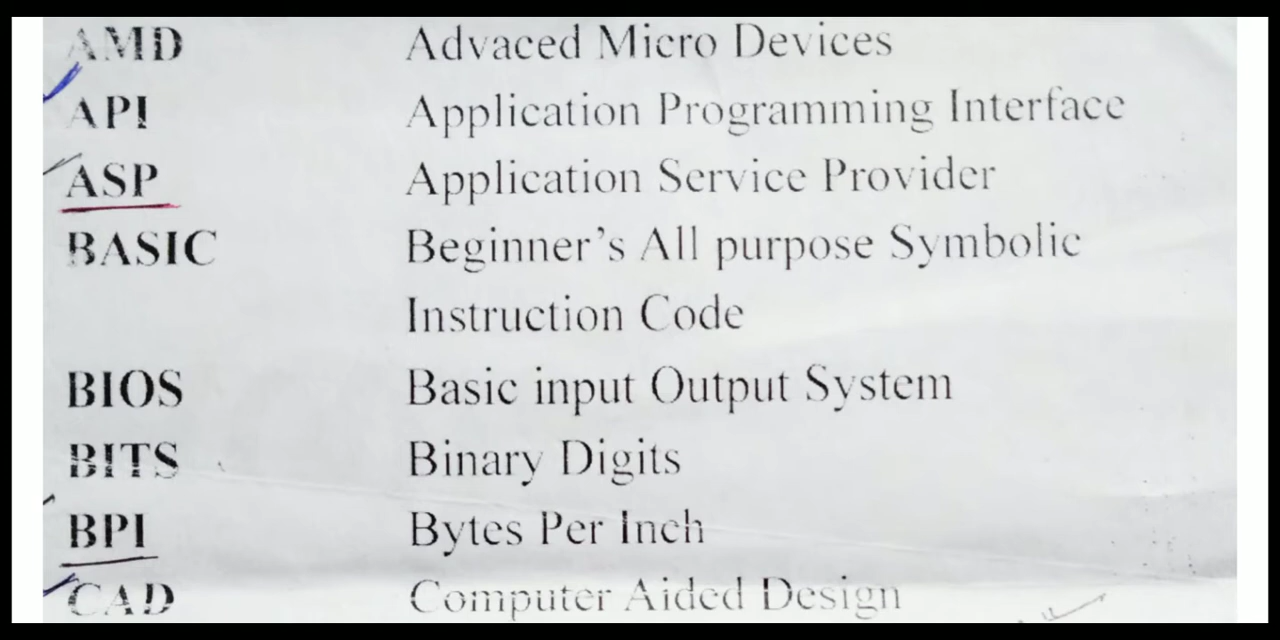 AMD Advaced Micro Devices
API Application Programming Interface
ASP Application Service Provider
BASIC Beginner’s All purpose Symbolic
Instruction Code
BIOS Basic input Output System
BITS Binary Digits
BPI Bytes Per Inch
CAD Computer Aided Design